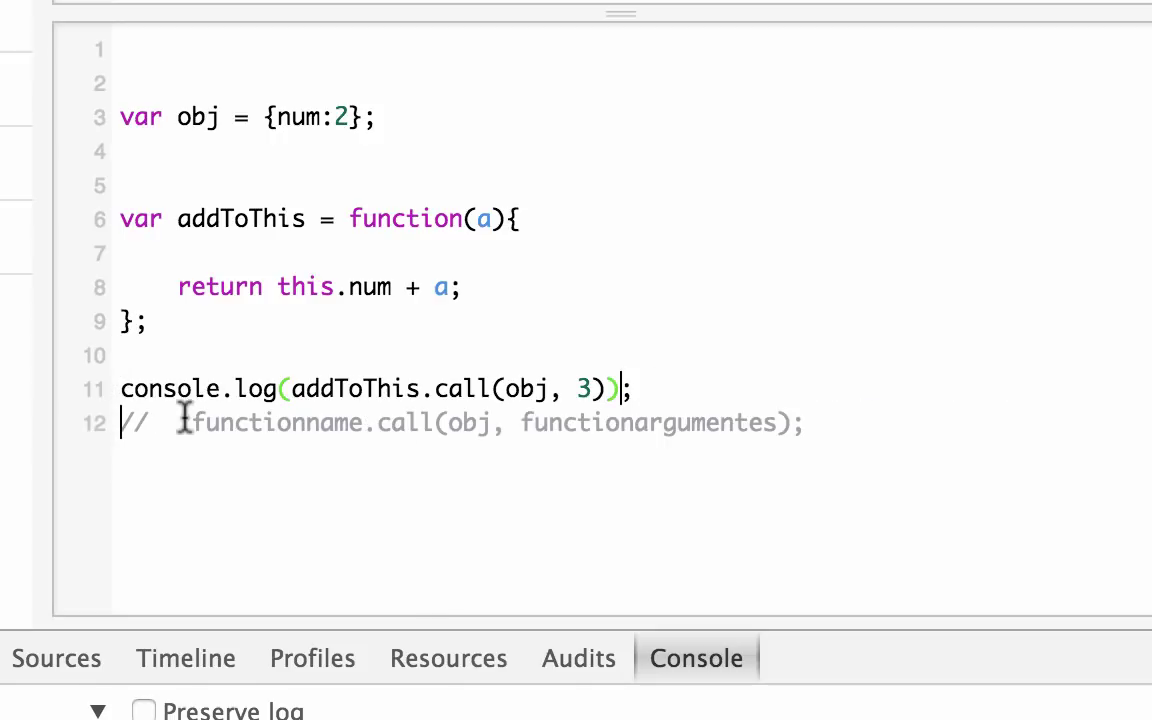 1
2
3 var obj = {num:2};
4
5
6 var addToThis = function(a){
7
8 return this.num + a;
9 };
10
11 console.log(addToThis.call(obj, 3));
12 // functionname.call(obj, functionargumentes);
Sources Timeline Profiles Resources Audits Console
Preserve log